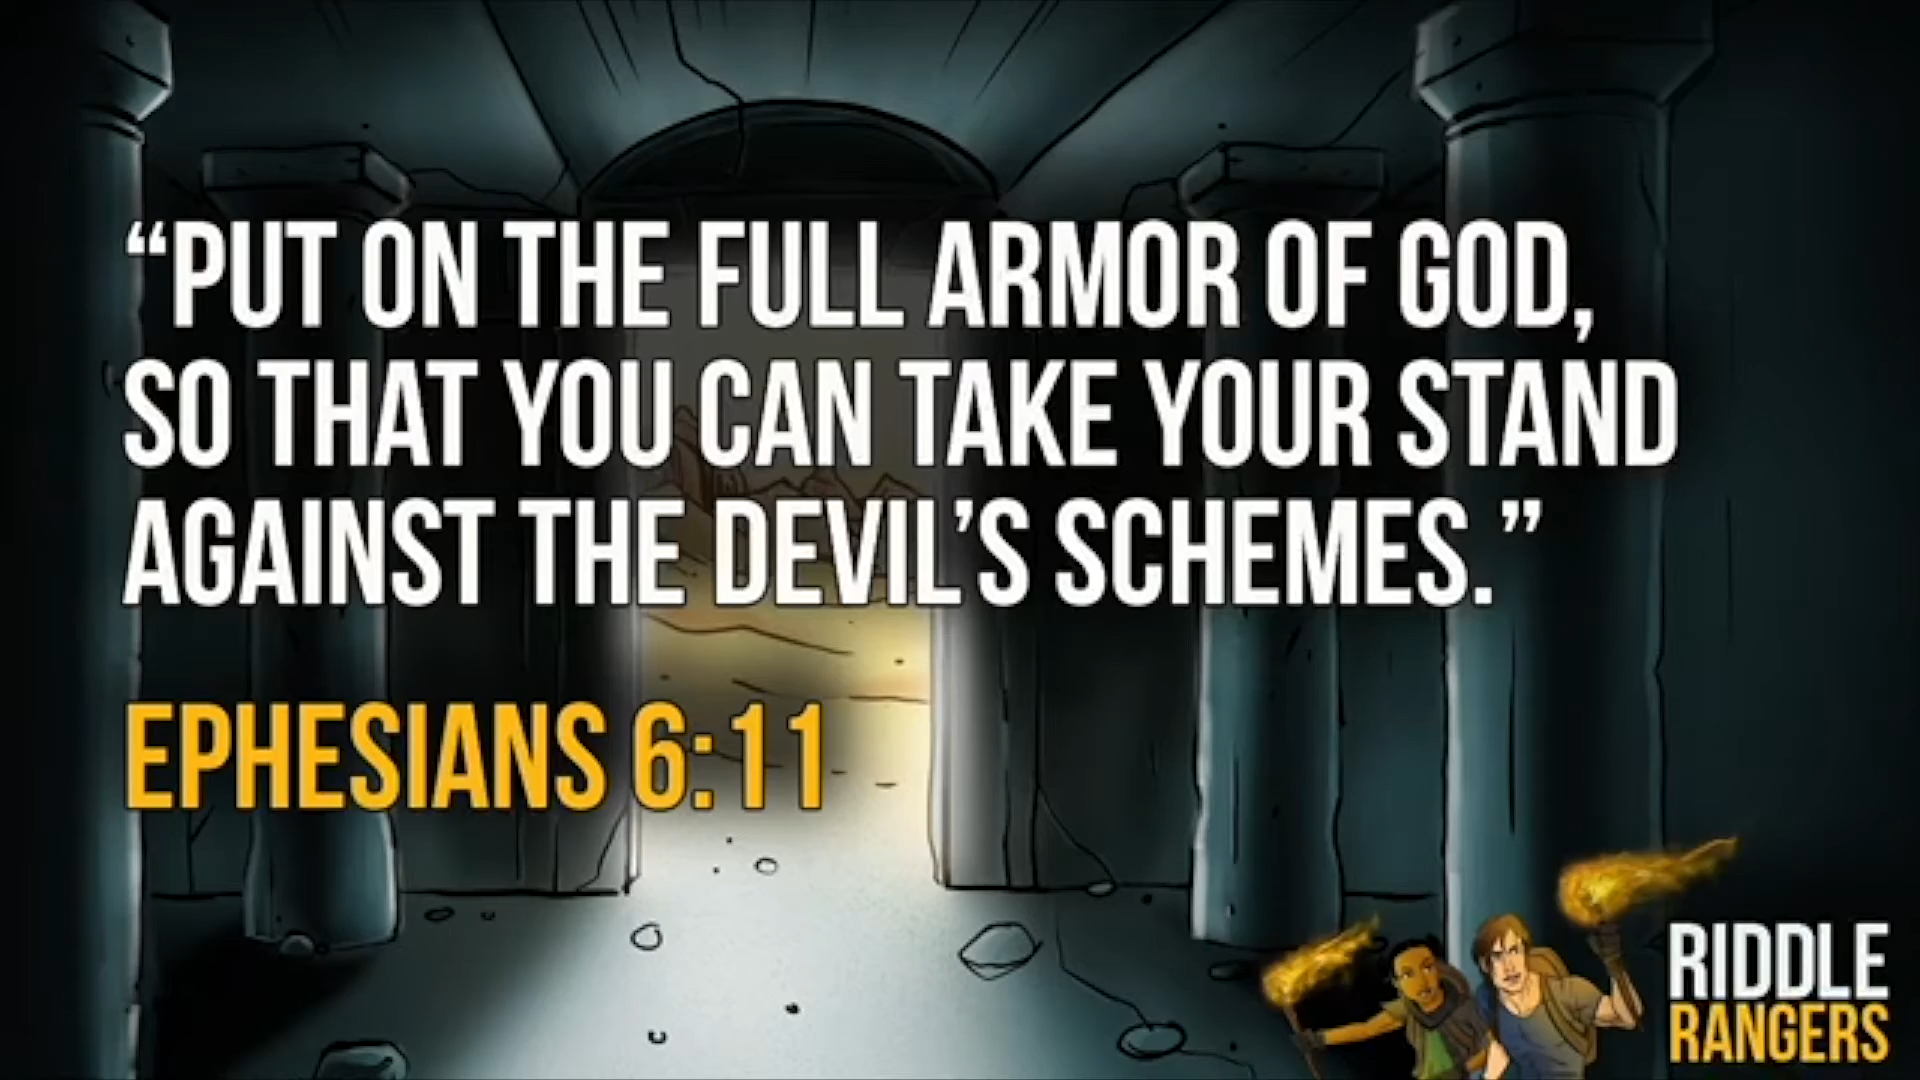 “PUT ON THE FULL ARMOR OF GOD,
SO THAT YOU CAN TAKE YOUR STAND
AGAINST THE DEVIL’S SCHEMES.”
EPHESIANS 6:11
RIDDLE
RANGERS